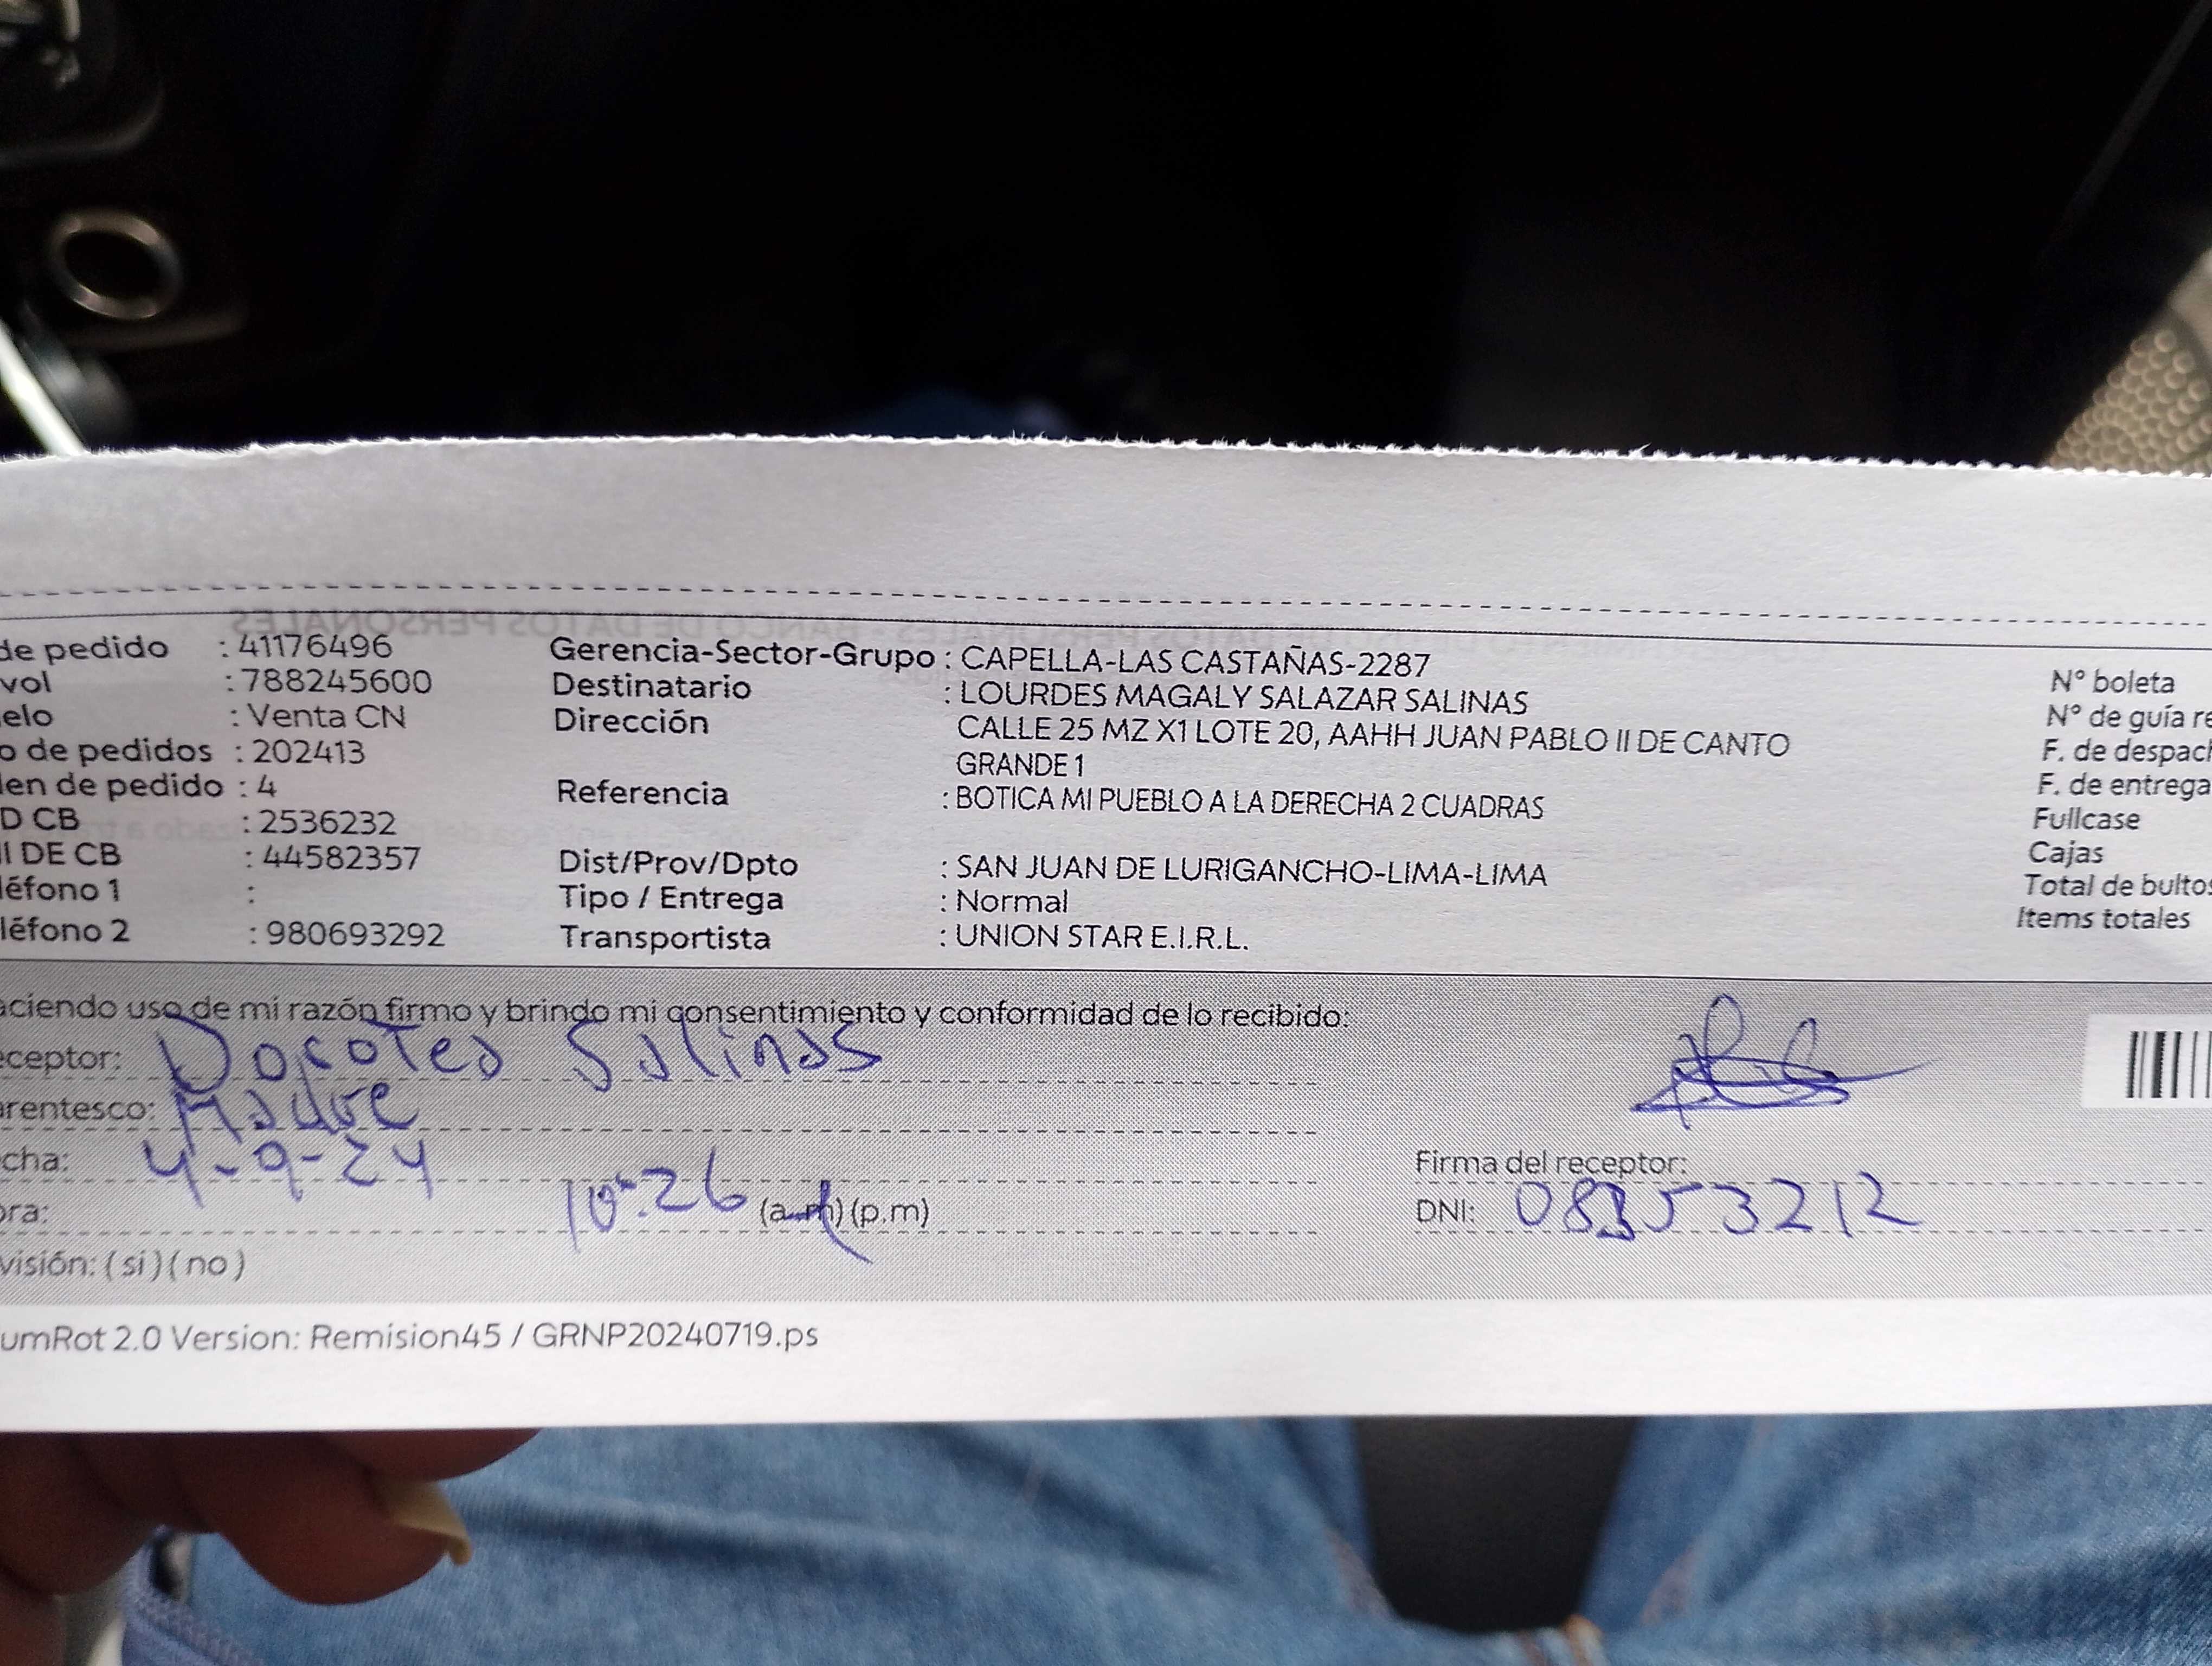 de pedido : 41176496
vol : 788245600
elo : Venta CN
o de pedidos : 202413
den de pedido : 4
D CB : 2536232
II DE CB : 44582357
léfono 1 :
léfono 2 : 980693292
Gerencia-Sector-Grupo : CAPELLA-LAS CASTAÑAS-2287
Destinatario : LOURDES MAGALY SALAZAR SALINAS
Dirección CALLE 25 MZ X1 LOTE 20, AAHH JUAN PABLO II DE CANTO
GRANDE 1
Referencia : BOTICA MI PUEBLO A LA DERECHA 2 CUADRAS
Dist/Prov/Dpto : SAN JUAN DE LURIGANCHO-LIMA-LIMA
Tipo / Entrega : Normal
Transportista : UNION STAR E.I.R.L.
N° boleta
N° de guía re
F. de despach
F. de entrega
Fullcase
Cajas
Total de bultos
Items totales
aciendo uso de mi razón firmo y brindo mi consentimiento y conformidad de lo recibido:
eceptor: Dorotea Salinas
arentesco: Madre
cha: 4-9-24
ora: 10:26 (a.m) (p.m)
visión: ( si ) ( no )
Firma del receptor:
DNI: 08353212
umRot 2.0 Version: Remision45 / GRNP20240719.ps